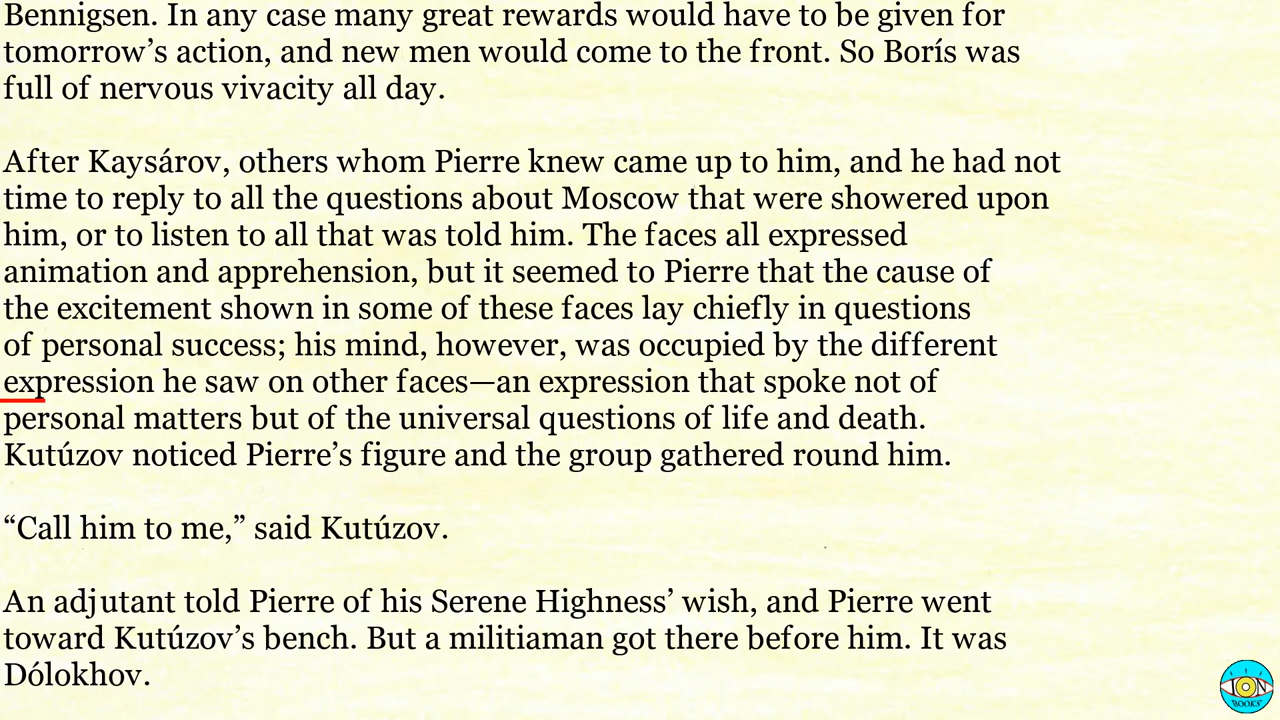 Bennigsen. In any case many great rewards would have to be given for
tomorrow’s action, and new men would come to the front. So Borís was
full of nervous vivacity all day.
After Kaysárov, others whom Pierre knew came up to him, and he had not
time to reply to all the questions about Moscow that were showered upon
him, or to listen to all that was told him. The faces all expressed
animation and apprehension, but it seemed to Pierre that the cause of
the excitement shown in some of these faces lay chiefly in questions
of personal success; his mind, however, was occupied by the different
expression he saw on other faces—an expression that spoke not of
personal matters but of the universal questions of life and death.
Kutúzov noticed Pierre’s figure and the group gathered round him.
“Call him to me,” said Kutúzov.
An adjutant told Pierre of his Serene Highness’ wish, and Pierre went
toward Kutúzov’s bench. But a militiaman got there before him. It was
Dólokhov.
ION
BOOKS